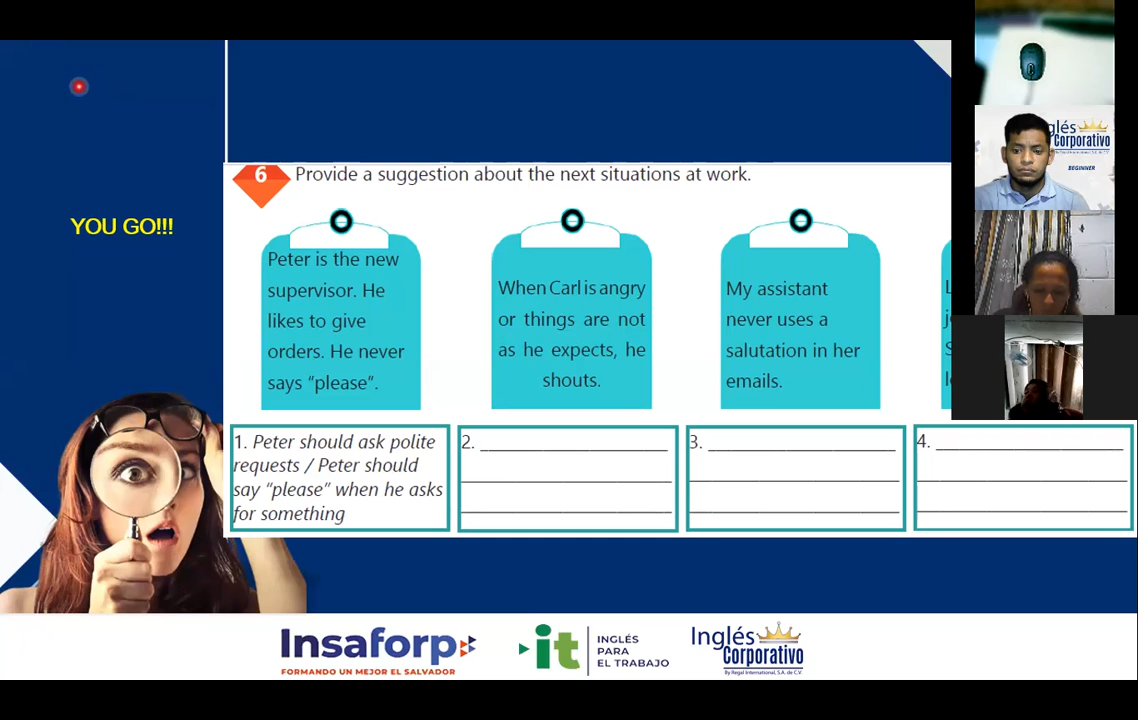 YOU GO!!!
6 Provide a suggestion about the next situations at work.
Peter is the new
supervisor. He
likes to give
orders. He never
says “please”.
When Carl is angry
or things are not
as he expects, he
shouts.
My assistant
never uses a
salutation in her
emails.
1. Peter should ask polite
requests / Peter should
say “please” when he asks
for something
2.
3.
4.
Insaforp
FORMANDO UN MEJOR EL SALVADOR
it
INGLÉS
PARA
EL TRABAJO
Inglés
Corporativo
By Regal International, S.A. de C.V.
glés
Corporativo
BEGINNER